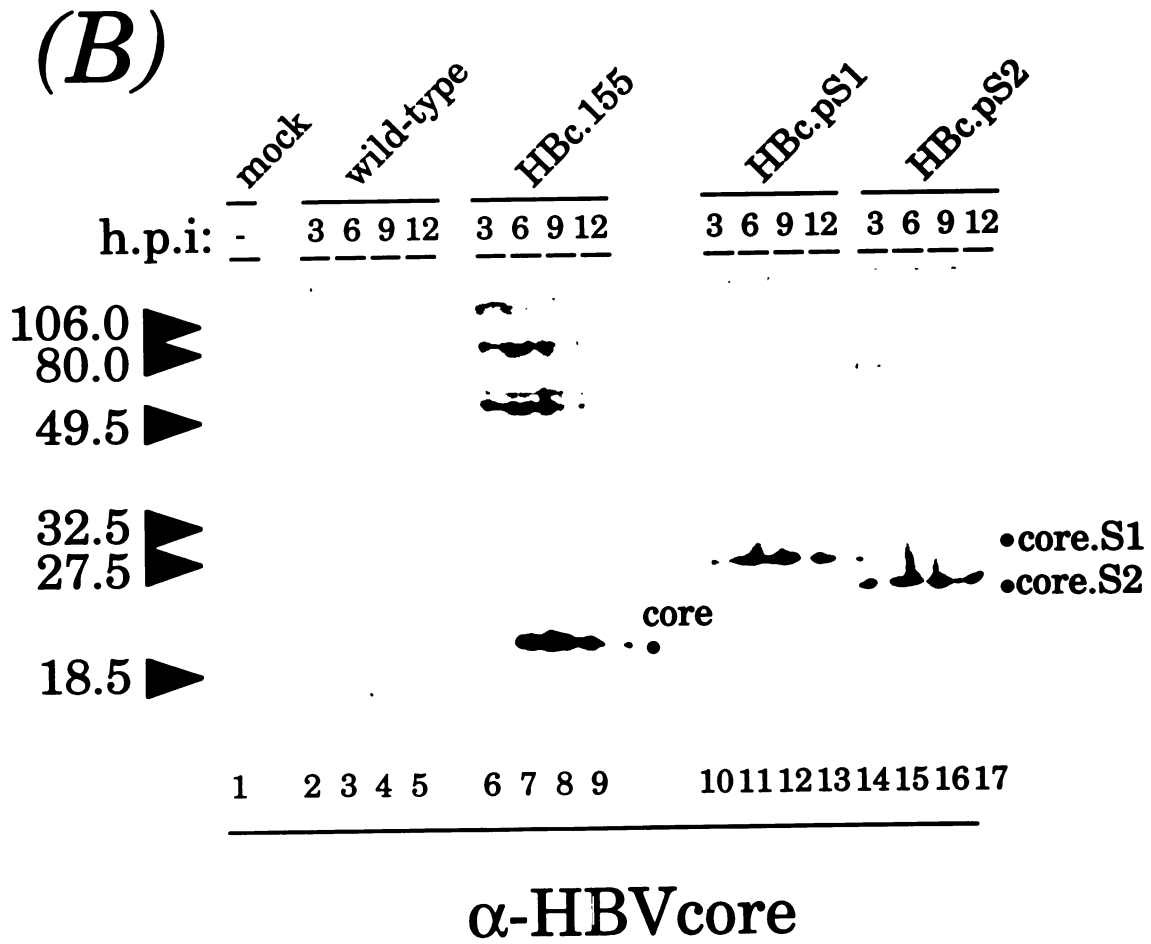 (B)
mock wild-type HBc.155 HBc.pS1 HBc.pS2
h.p.i: - 3 6 9 12 3 6 9 12 3 6 9 12 3 6 9 12
106.0
80.0
49.5
32.5
27.5
18.5
•core.S1
•core.S2
core
1 2 3 4 5 6 7 8 9 10 11 12 13 14 15 16 17
α-HBVcore